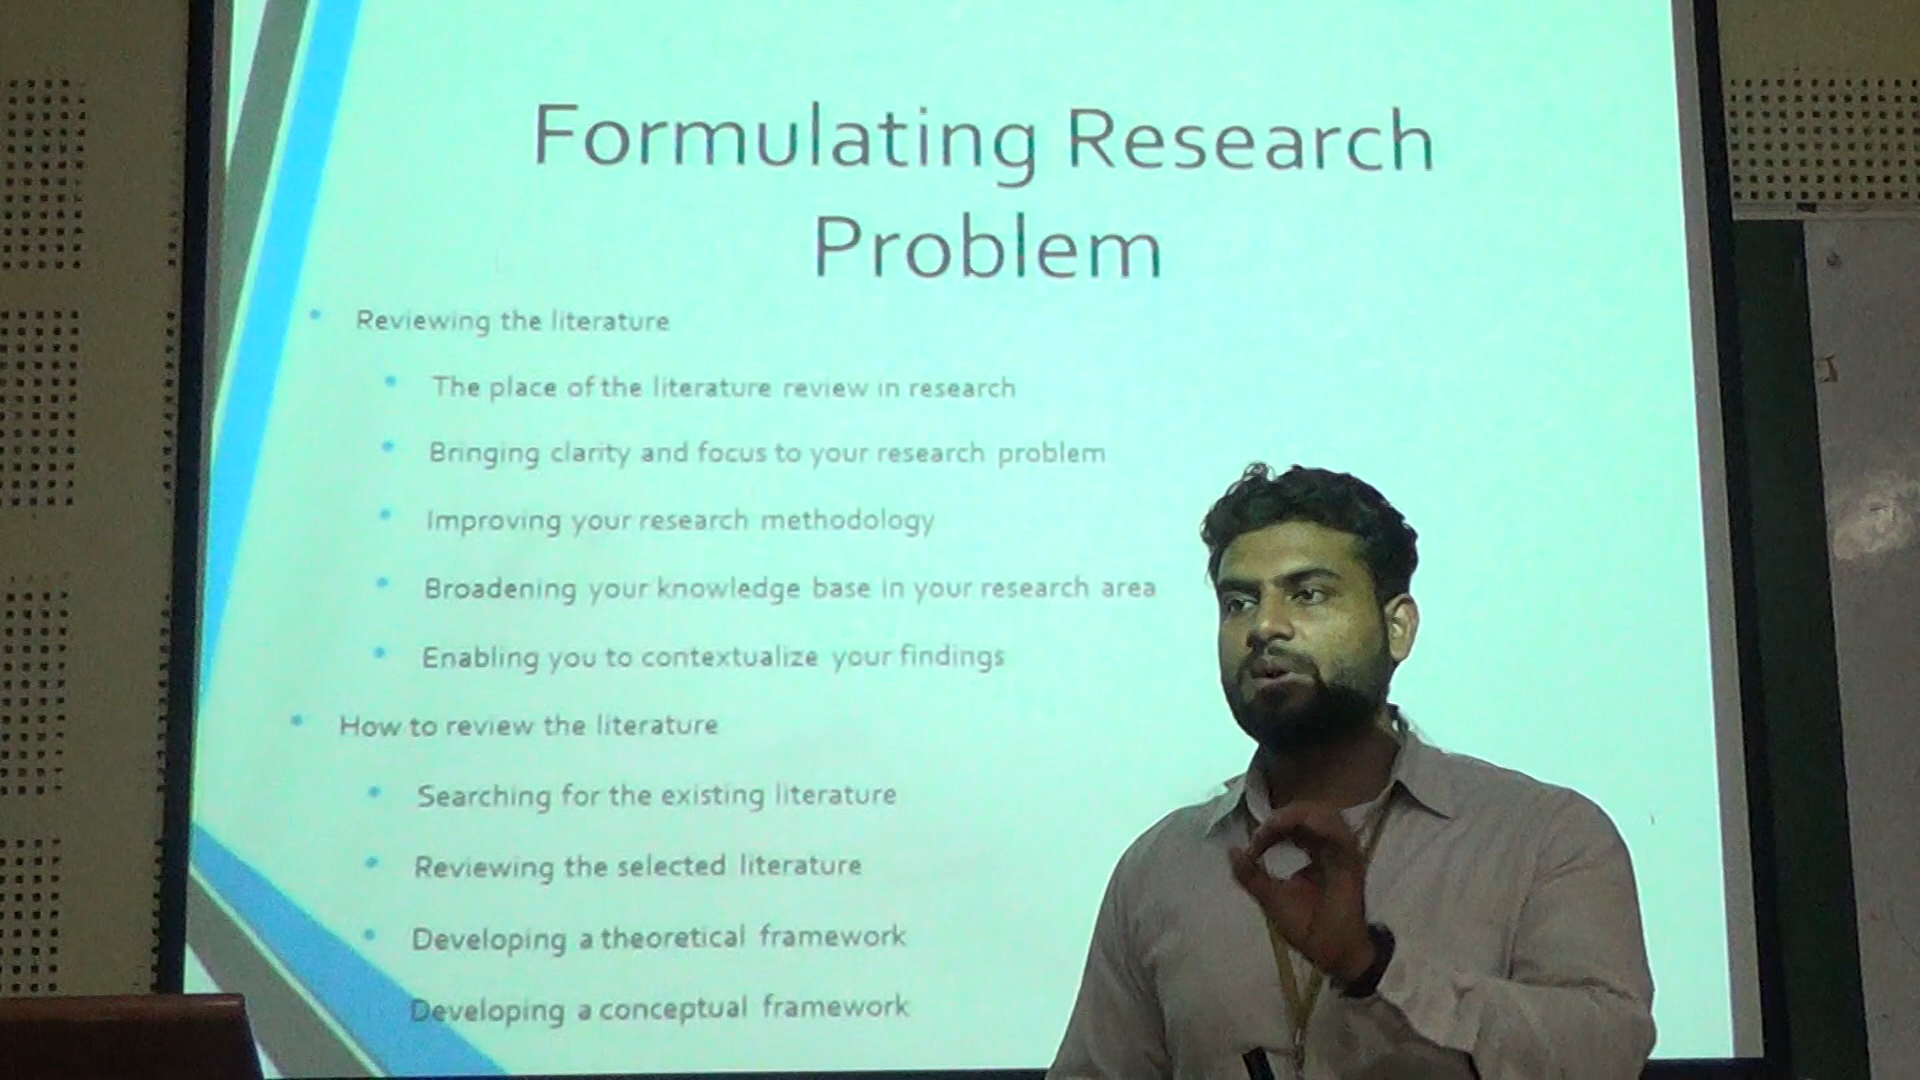 Formulating Research
Problem
Reviewing the literature
The place of the literature review in research
Bringing clarity and focus to your research problem
Improving your research methodology
Broadening your knowledge base in your research area
Enabling you to contextualize your findings
How to review the literature
Searching for the existing literature
Reviewing the selected literature
Developing a theoretical framework
Developing a conceptual framework